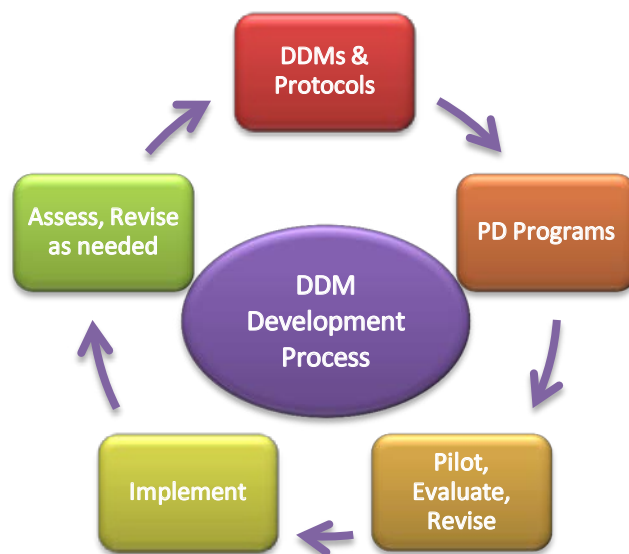 DDMs &
Protocols
PD Programs
Pilot,
Evaluate,
Revise
Implement
Assess, Revise
as needed
DDM
Development
Process